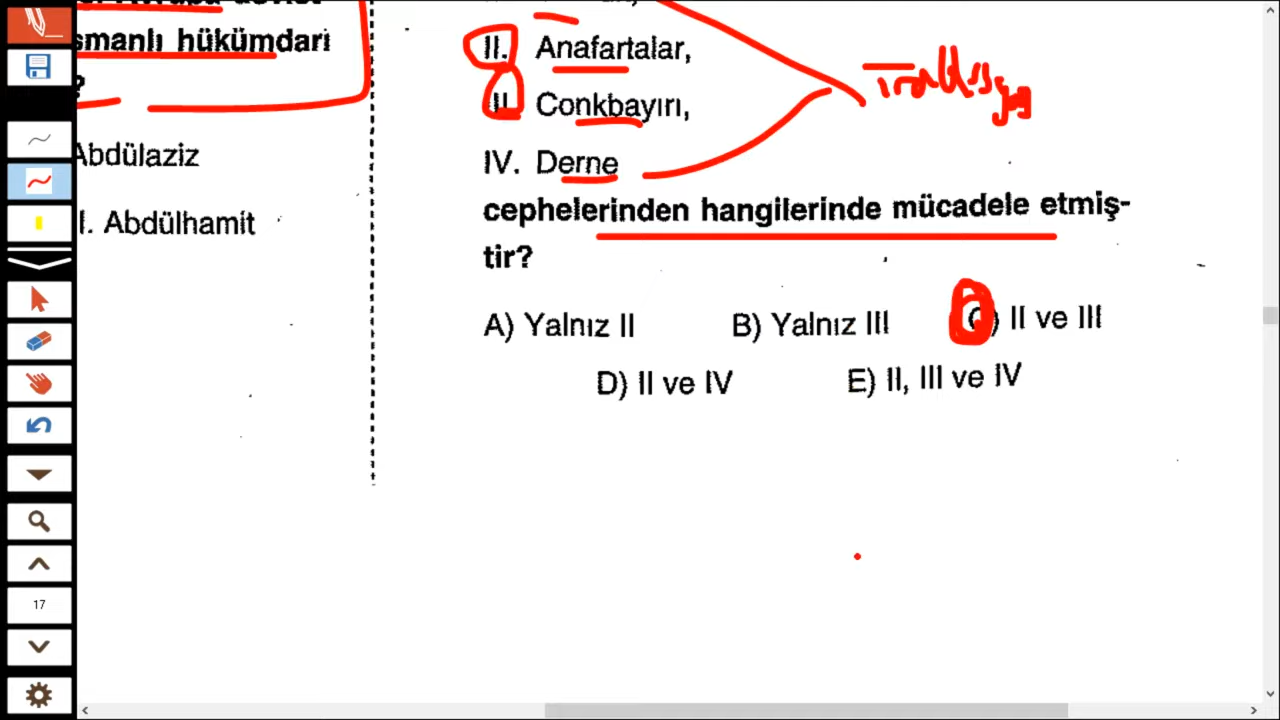 smanlı hükümdarı
?
Abdülaziz
I. Abdülhamit
II. Anafartalar,
II. Conkbayırı,
IV. Derne
cephelerinden hangilerinde mücadele etmiş-
tir?
A) Yalnız II
B) Yalnız III
C) II ve III
D) II ve IV
E) II, III ve IV
17